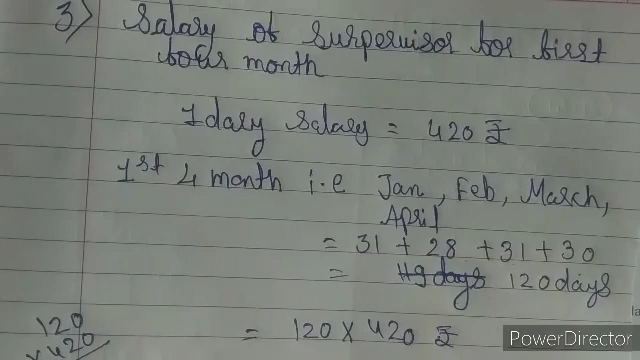 3) Salary of Surpervisor for first
four month
1 day salary = 420 ₹
1st 4 month i.e Jan, Feb, March,
April
= 31 + 28 + 31 + 30
= 119 days 120 days
120
x 420
= 120 × 420 ₹
PowerDirector